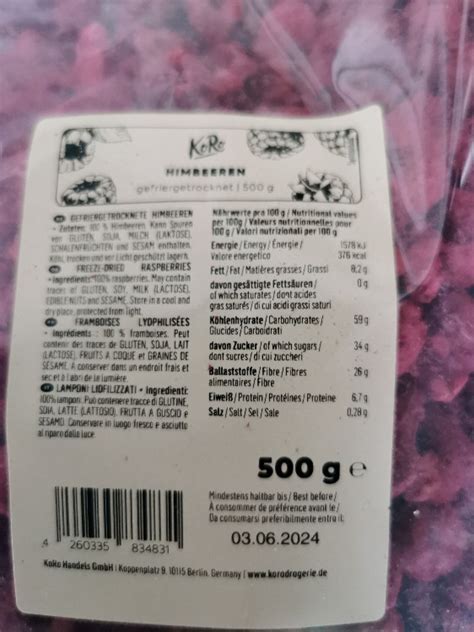 KoRo
HIMBEEREN
gefriergetrocknet | 500 g
GEFRIERGETROCKNETE HIMBEEREN
- Zutaten: 100 % Himbeeren. Kann Spuren
von GLUTEN, SOJA, MILCH (LAKTOSE),
SCHALENFRÜCHTEN und SESAM enthalten.
Kühl, trocken und vor Licht geschützt lagern.
FREEZE-DRIED RASPBERRIES
- Ingredients: 100% raspberries. May contain
traces of GLUTEN, SOY, MILK (LACTOSE),
EDIBLE NUTS and SESAME. Store in a cool and
dry place, protected from light.
FRAMBOISES LYOPHILISÉES
- Ingrédients : 100 % framboises. Peut
contenir des traces de GLUTEN, SOJA, LAIT
(LACTOSE), FRUITS A COQUE et GRAINES DE
SÉSAME. A conserver dans un endroit frais et
sec et à l'abri de la lumière.
LAMPONI LIOFILIZZATI - Ingredienti:
100% lamponi. Può contenere tracce di GLUTINE,
SOIA, LATTE (LATTOSIO), FRUTTA A GUSCIO e
SESAMO. Conservare in luogo fresco e asciutto
al riparo dalla luce
Nährwerte pro 100 g / Nutritional values
per 100g / Valeurs nutritionnelles pour
100 g / Valori nutrizionali per 100 g
Energie / Energy / Énergie / 1578 kJ
Valore energetico 376 kcal
Fett / Fat / Matières grasses / Grassi 8,2 g
davon gesättigte Fettsäuren / 0 g
of which saturates / dont acides
gras saturés / di cui acidi grassi saturi
Kohlenhydrate / Carbohydrates / 59 g
Glucides / Carboidrati
davon Zucker / of which sugars / 34 g
dont sucres / di cui zuccheri
Ballaststoffe / Fibre / Fibres 26 g
alimentaires / Fibre
Eiweiß / Protein / Protéines / Proteine 6,7 g
Salz / Salt / Sel / Sale 0,28 g
500 g e
Mindestens haltbar bis / Best before /
A consommer de préférence avant le /
Da consumarsi preferibilmente entro il:
03.06.2024
4 260335 834831
KoRo Handels GmbH | Koppenplatz 9, 10115 Berlin, Germany | www.korodrogerie.de